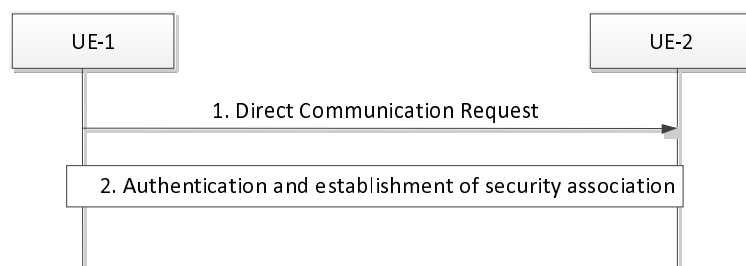 UE-1
UE-2
1. Direct Communication Request
2. Authentication and establishment of security association